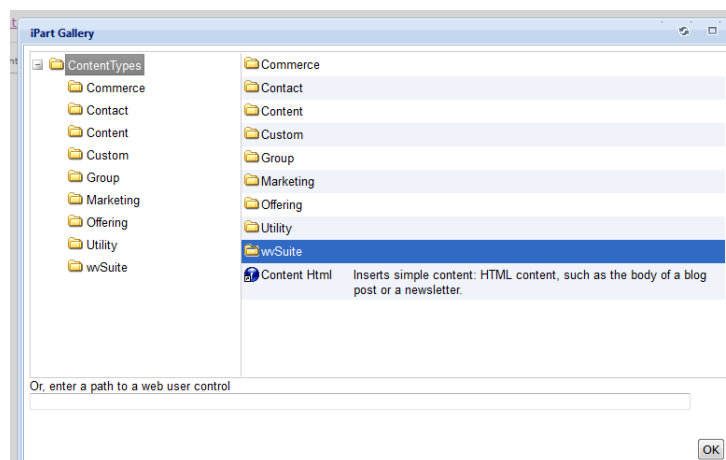 iPart Gallery
ContentTypes
Commerce
Contact
Content
Custom
Group
Marketing
Offering
Utility
wvSuite
Commerce
Contact
Content
Custom
Group
Marketing
Offering
Utility
wvSuite
Content Html Inserts simple content: HTML content, such as the body of a blog
post or a newsletter.
Or, enter a path to a web user control
OK